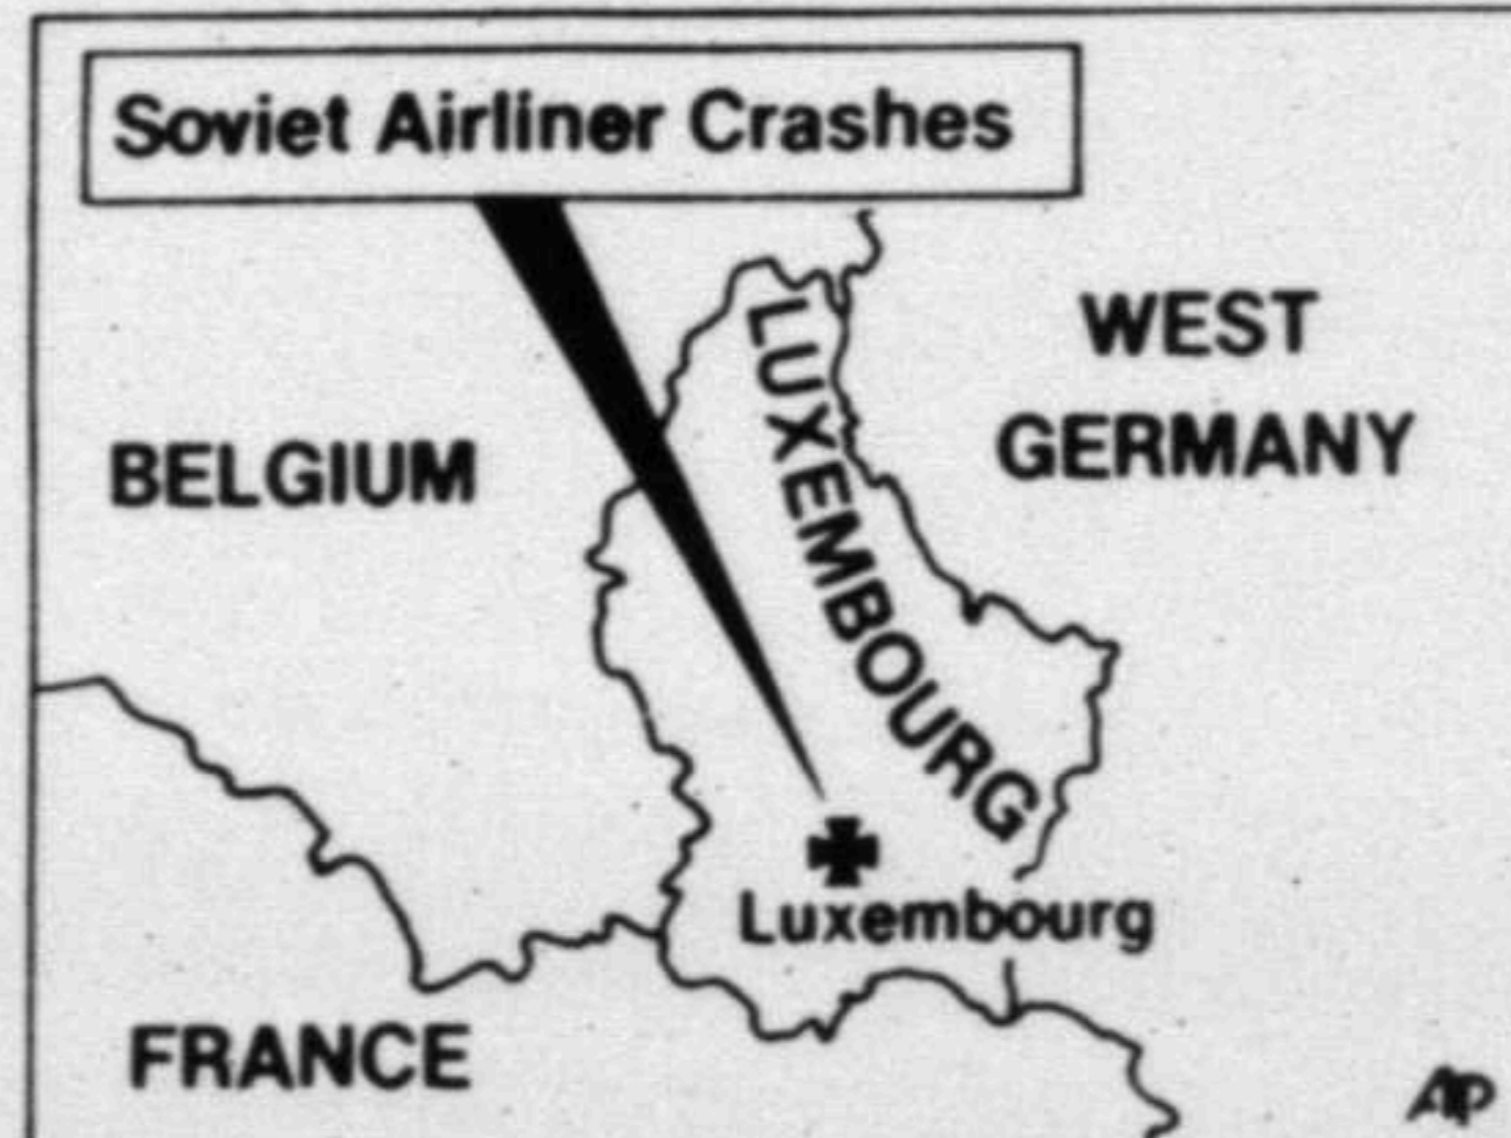 Soviet Airliner Crashes
WEST
GERMANY
BELGIUM
LUXEMBOURG
Luxembourg
FRANCE
AP